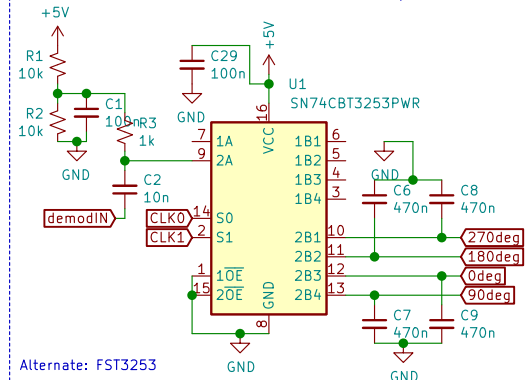 +5V
+5V
R1
10k
C29
100n
GND
U1
SN74CBT3253PWR
R2
10k
C1
100n
R3
1k
GND
16
VCC
7 1A
9 2A
1B1 6
1B2 5
1B3 4
1B4 3
GND
C2
10n
C6
470n
C8
470n
demodIN
CLK0 14 S0
CLK1 2 S1
2B1 10 270deg
2B2 11 180deg
1 1OE
2B3 12 0deg
15 2OE
2B4 13 90deg
GND
8
C7
470n
C9
470n
GND
GND
Alternate: FST3253